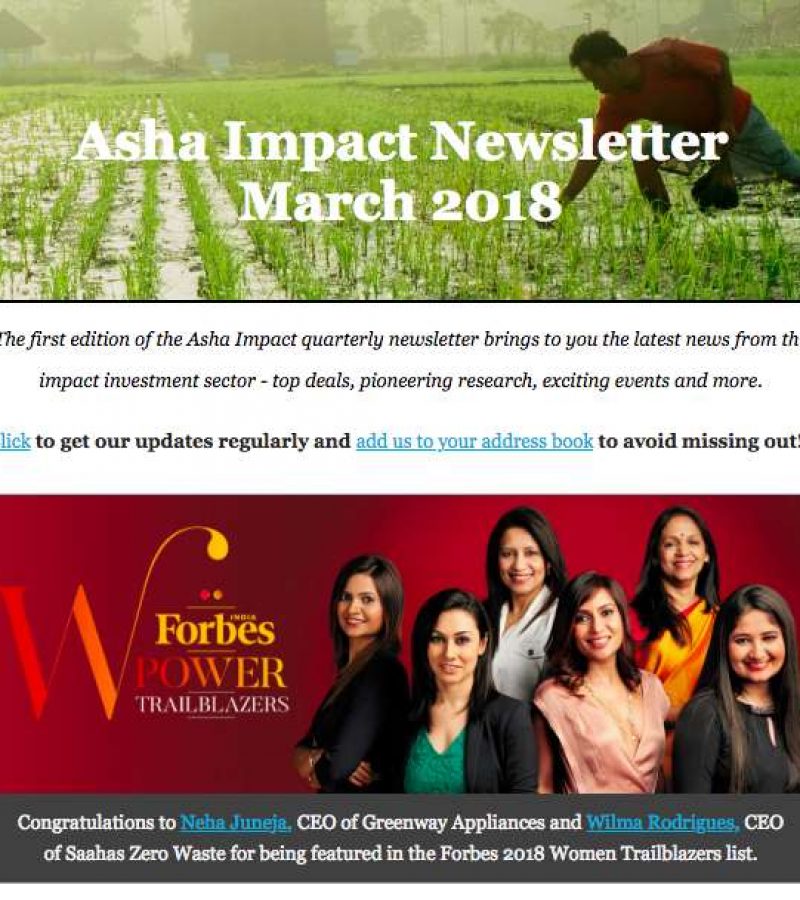 Asha Impact Newsletter
March 2018
The first edition of the Asha Impact quarterly newsletter brings to you the latest news from th
impact investment sector - top deals, pioneering research, exciting events and more.
lick to get our updates regularly and add us to your address book to avoid missing out!
W
Forbes
INDIA
POWER
TRAILBLAZERS
Congratulations to Neha Juneja, CEO of Greenway Appliances and Wilma Rodrigues, CEO
of Saahas Zero Waste for being featured in the Forbes 2018 Women Trailblazers list.